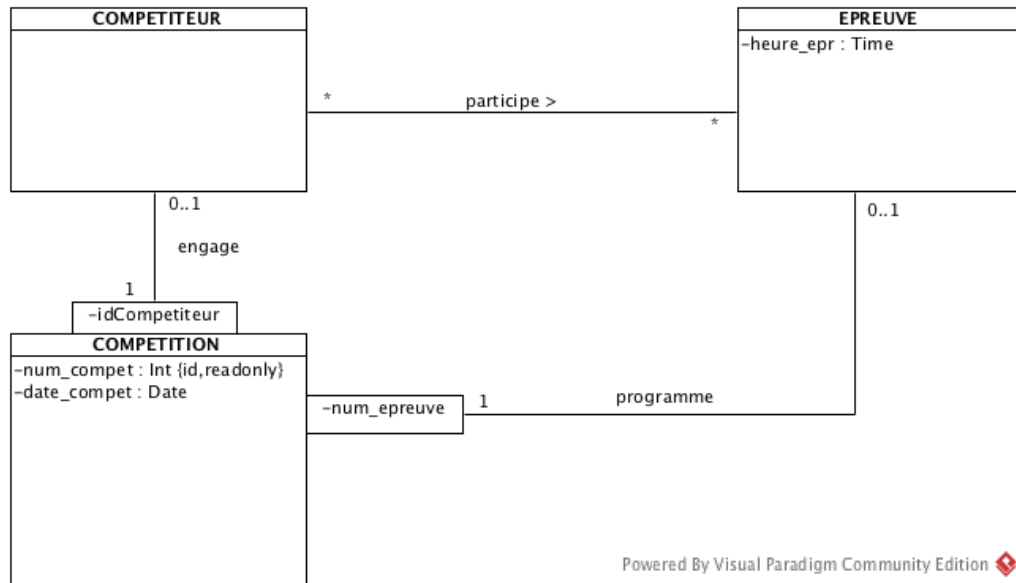 COMPETITEUR
EPREUVE
-heure_epr : Time
*
participe >
*
0..1
0..1
engage
1
-idCompetiteur
COMPETITION
-num_compet : Int {id,readonly}
-date_compet : Date
-num_epreuve
1
programme
Powered By Visual Paradigm Community Edition